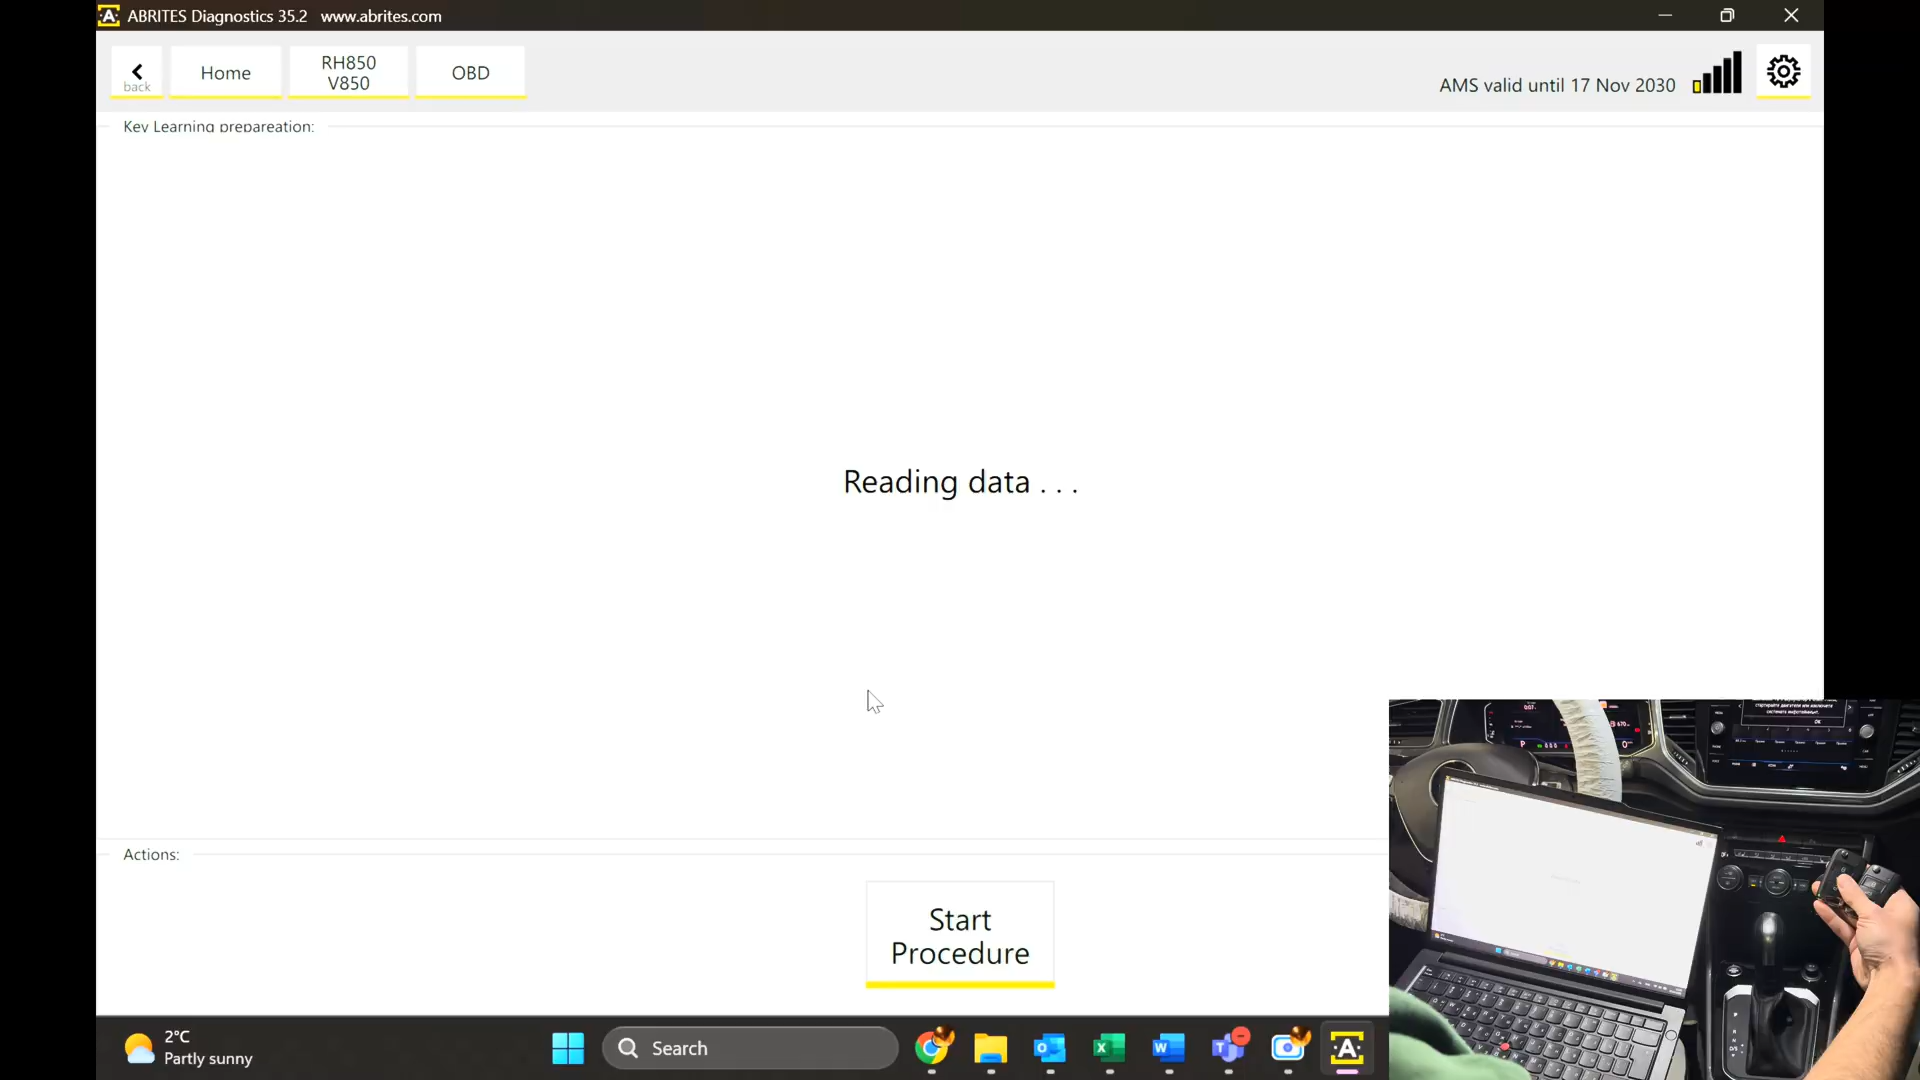 ABRITES Diagnostics 35.2 www.abrites.com
back
Home
RH850
V850
OBD
AMS valid until 17 Nov 2030
Key Learning prepareation:
Reading data . . .
Actions:
Start
Procedure
2°C
Partly sunny
Search
OK